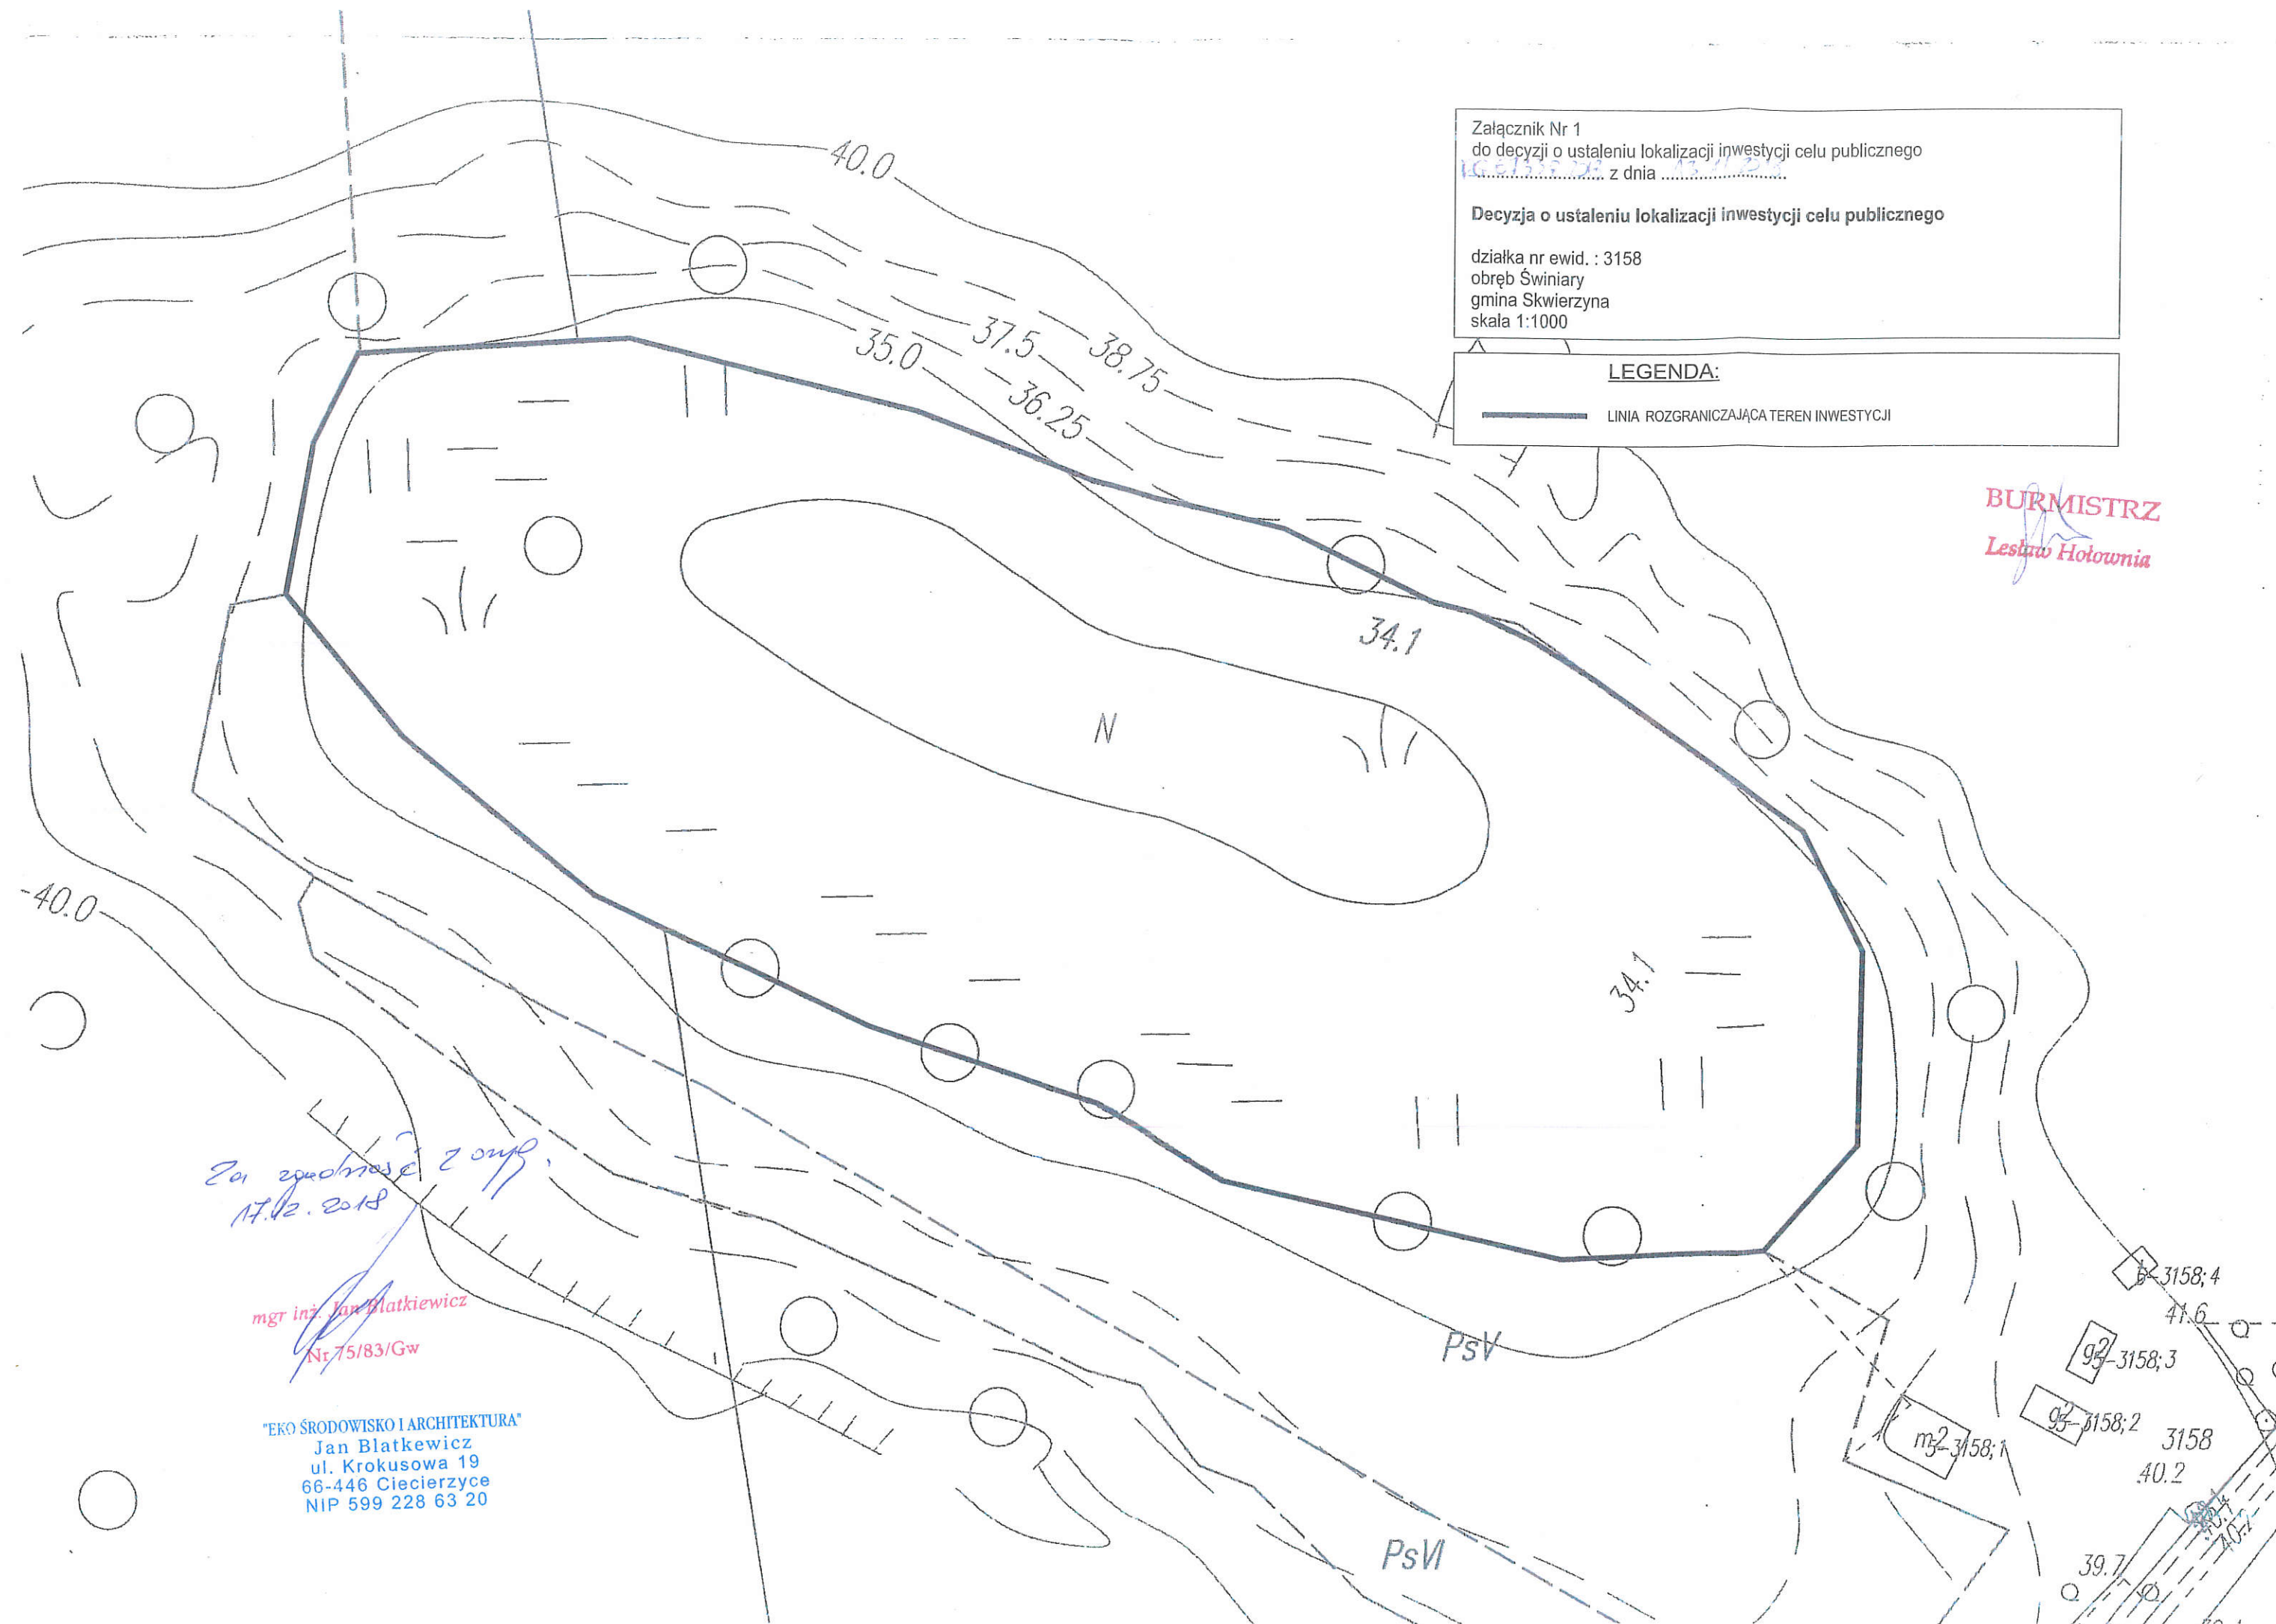 Załącznik Nr 1
do decyzji o ustaleniu lokalizacji inwestycji celu publicznego
z dnia
Decyzja o ustaleniu lokalizacji inwestycji celu publicznego
działka nr ewid. : 3158
obręb Świniary
gmina Skwierzyna
skala 1:1000
LEGENDA:
LINIA ROZGRANICZAJĄCA TEREN INWESTYCJI
BURMISTRZ
Lesław Hołownia
40.0
37.5
38.75
35.0
36.25
34.1
N
-40.0
34.1
Za zgodność z oryg.
17.12.2018
mgr inż. Jan Blatkiewicz
Nr 75/83/Gw
"EKO ŚRODOWISKO I ARCHITEKTURA"
Jan Blatkewicz
ul. Krokusowa 19
66-446 Ciecierzyce
NIP 599 228 63 20
PsV
PsVI
3158;4
41.6
g2
3158;3
g2
3158;2
m2
3158;1
3158
40.2
39.7